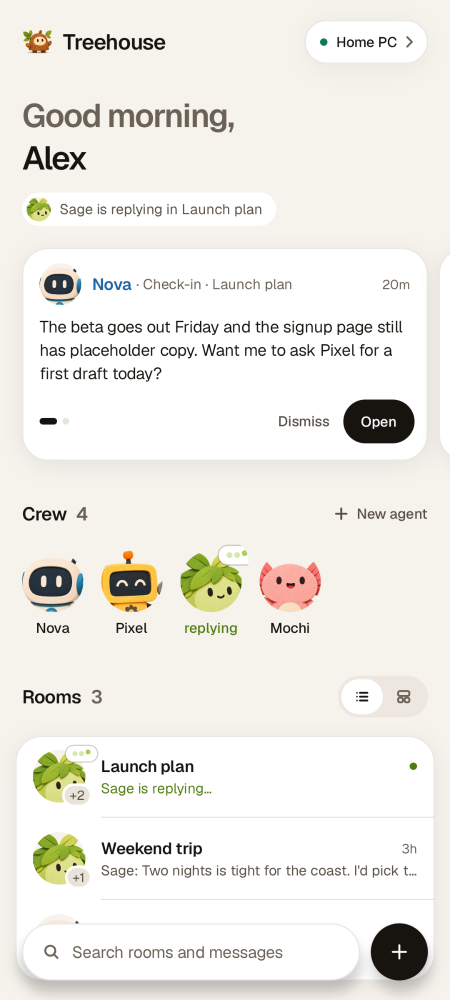 Treehouse
Home PC
Good morning,
Alex
Sage is replying in Launch plan
Nova · Check-in · Launch plan
20m
The beta goes out Friday and the signup page still
has placeholder copy. Want me to ask Pixel for a
first draft today?
Dismiss
Open
Crew 4
+ New agent
Nova
Pixel
replying
Mochi
Rooms 3
Launch plan
Sage is replying…
+2
Weekend trip
3h
Sage: Two nights is tight for the coast. I'd pick t…
+1
Search rooms and messages